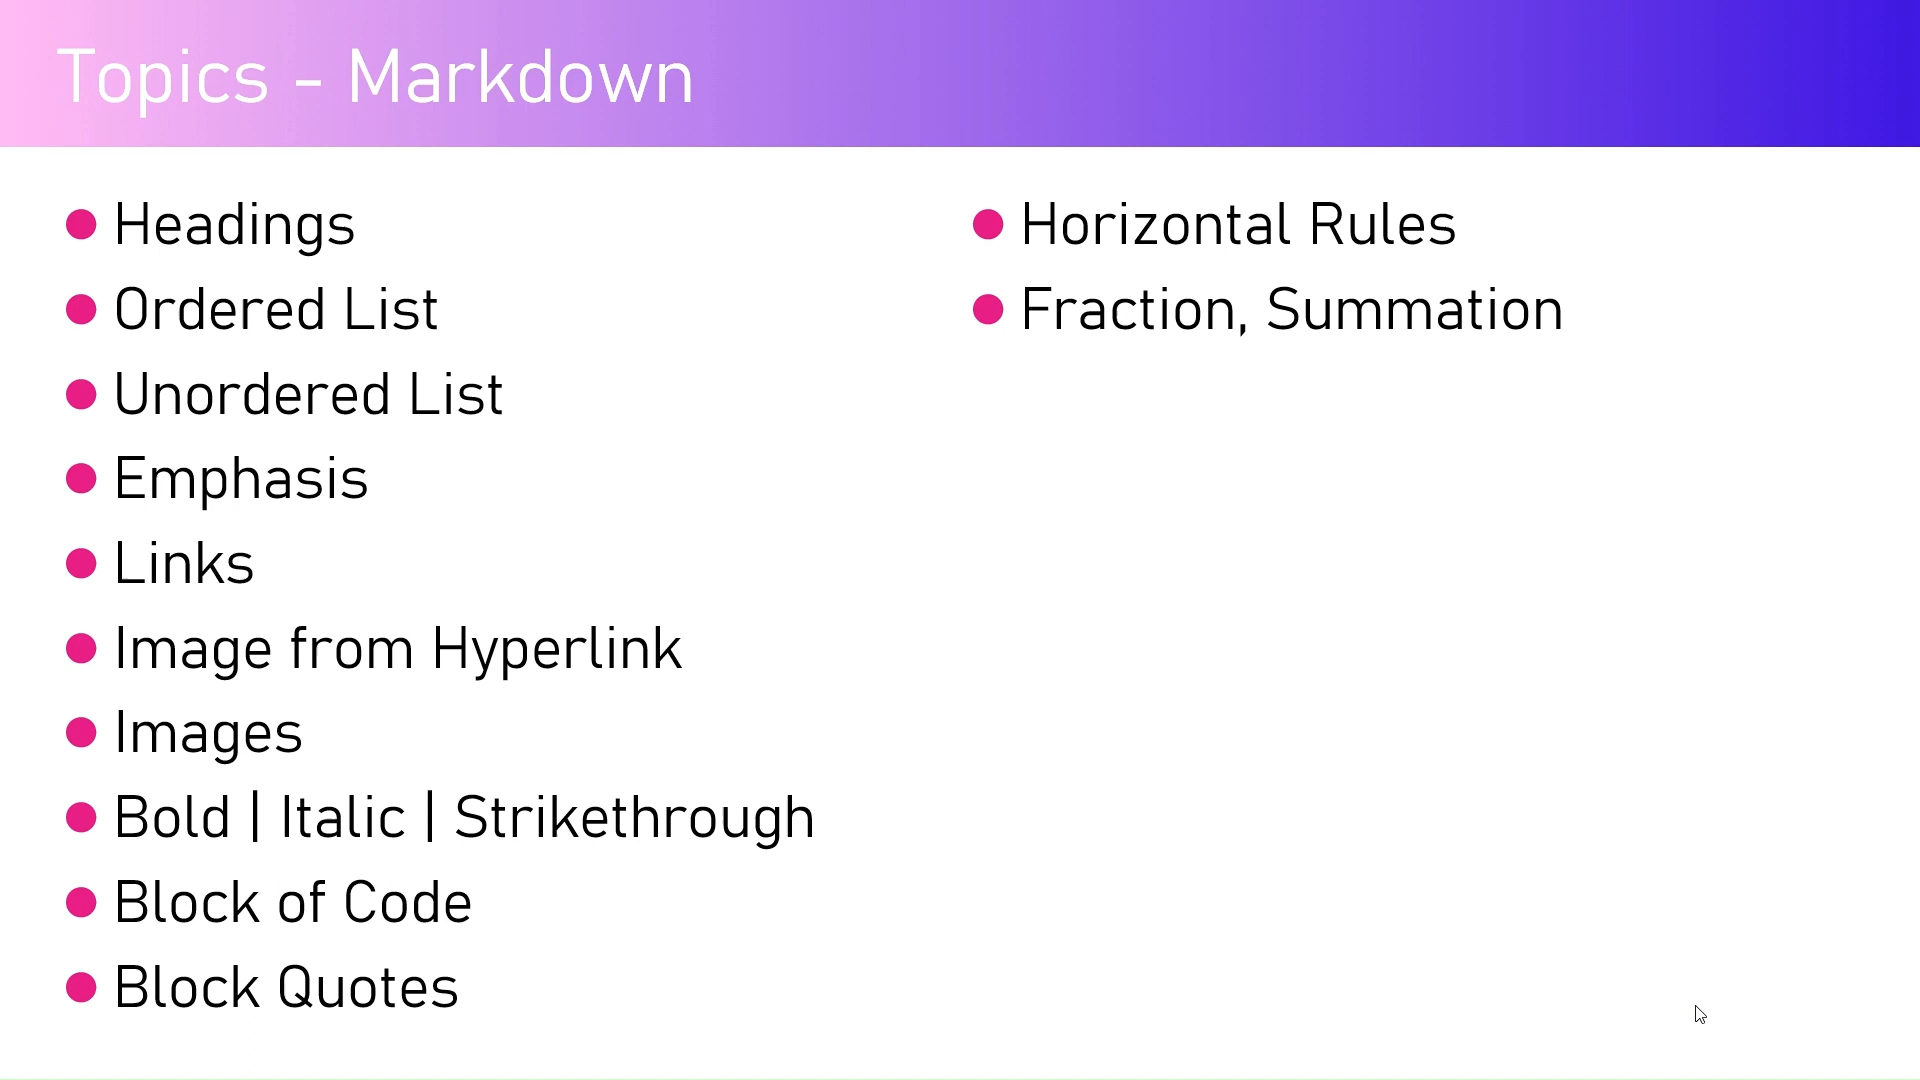 Topics - Markdown
Headings
Ordered List
Unordered List
Emphasis
Links
Image from Hyperlink
Images
Bold | Italic | Strikethrough
Block of Code
Block Quotes
Horizontal Rules
Fraction, Summation